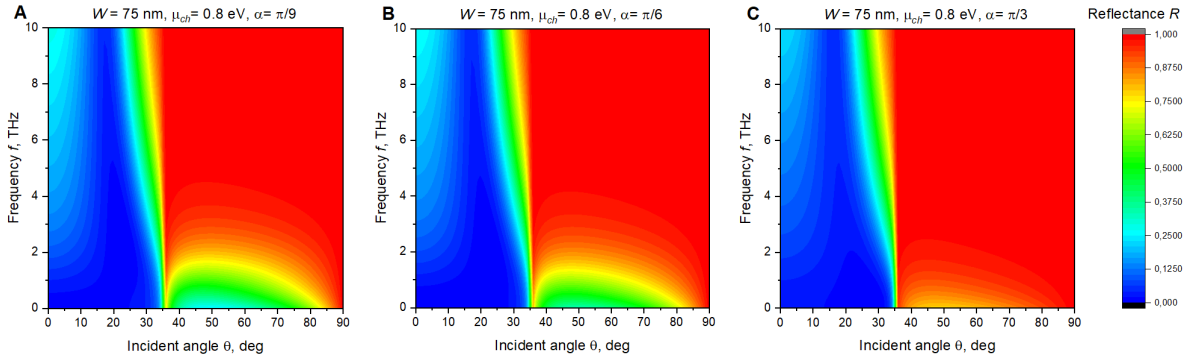 A W = 75 nm, μch= 0.8 eV, α= π/9
B W = 75 nm, μch= 0.8 eV, α= π/6
C W = 75 nm, μch= 0.8 eV, α= π/3
Reflectance R
Frequency f, THz
10
8
6
4
2
0
0 10 20 30 40 50 60 70 80 90
Incident angle θ, deg
Frequency f, THz
10
8
6
4
2
0
0 10 20 30 40 50 60 70 80 90
Incident angle θ, deg
Frequency f, THz
10
8
6
4
2
0
0 10 20 30 40 50 60 70 80 90
Incident angle θ, deg
1,000
0,8750
0,7500
0,6250
0,5000
0,3750
0,2500
0,1250
0,000